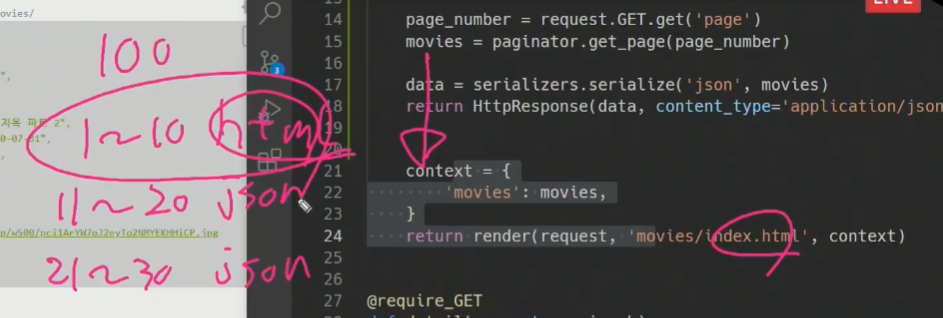 ovies/
100
",
지옥 파트 2",
0-07-31",
1~10 html
11~20 json
p/w500/pci1ArYW7oJ2eyTo2NMYEKHHiCP.jpg
21~30 json
3
LIVE
14 page_number = request.GET.get('page')
15 movies = paginator.get_page(page_number)
16
17 data = serializers.serialize('json', movies)
18 return HttpResponse(data, content_type='application/json
19
20
21 context = {
22 'movies': movies,
23 }
24 return render(request, 'movies/index.html', context)
25
26
27 @require_GET